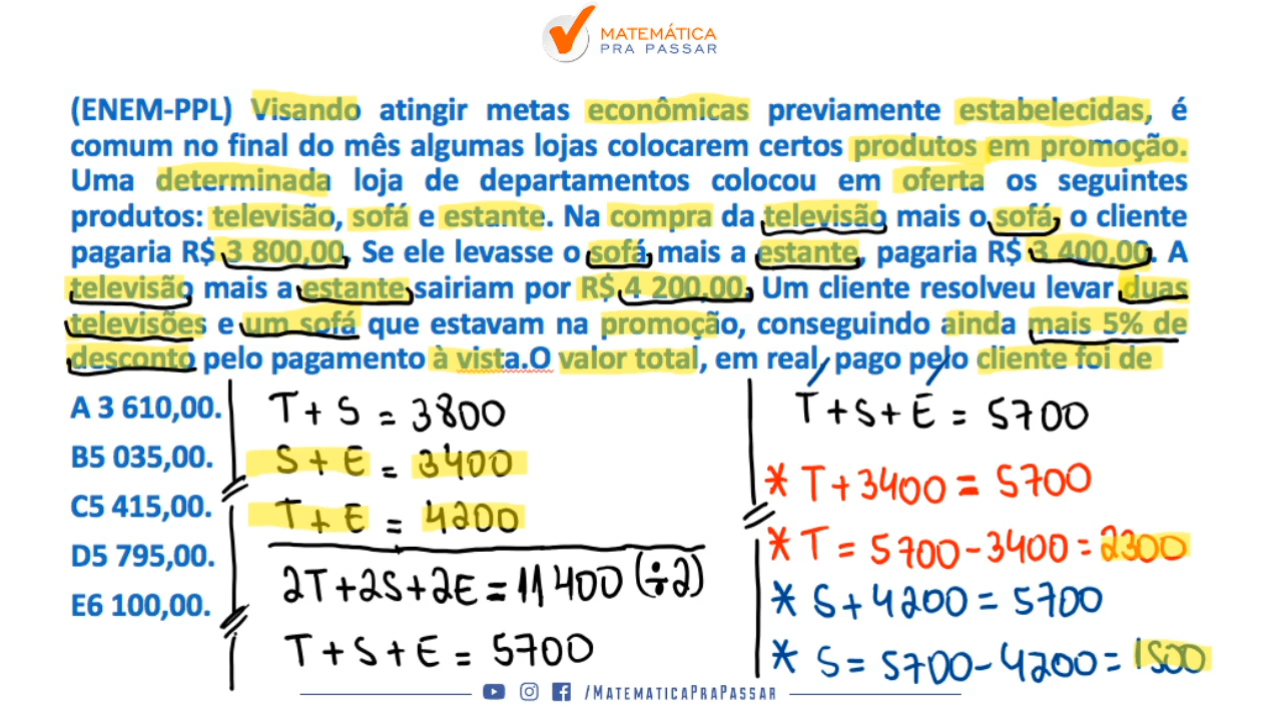 MATEMÁTICA
PRA PASSAR
(ENEM-PPL) Visando atingir metas econômicas previamente estabelecidas, é
comum no final do mês algumas lojas colocarem certos produtos em promoção.
Uma determinada loja de departamentos colocou em oferta os seguintes
produtos: televisão, sofá e estante. Na compra da televisão mais o sofá, o cliente
pagaria R$ 3 800,00. Se ele levasse o sofá mais a estante, pagaria R$ 3 400,00. A
televisão mais a estante sairiam por R$ 4 200,00. Um cliente resolveu levar duas
televisões e um sofá que estavam na promoção, conseguindo ainda mais 5% de
desconto pelo pagamento à vista.O valor total, em real, pago pelo cliente foi de
A 3 610,00.
B5 035,00.
C5 415,00.
D5 795,00.
E6 100,00.
T + S = 3800
S + E = 3400
T + E = 4200
2T+2S+2E=11400 (÷2)
T + S + E = 5700
T + S + E = 5700
* T + 3400 = 5700
* T = 5700-3400=2300
* S + 4200 = 5700
* S = 5700-4200=1500
/MATEMATICAPRAPASSAR